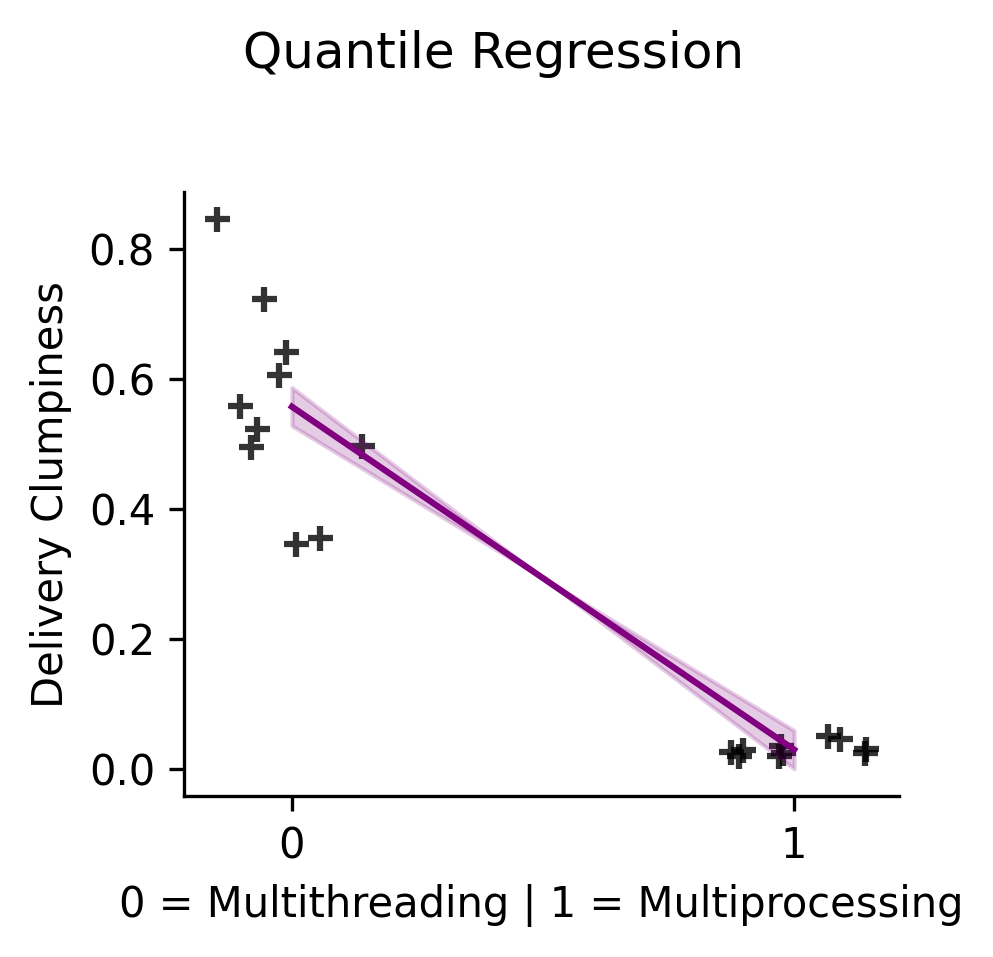 Quantile Regression
Delivery Clumpiness
0.8
0.6
0.4
0.2
0.0
0 1
0 = Multithreading | 1 = Multiprocessing